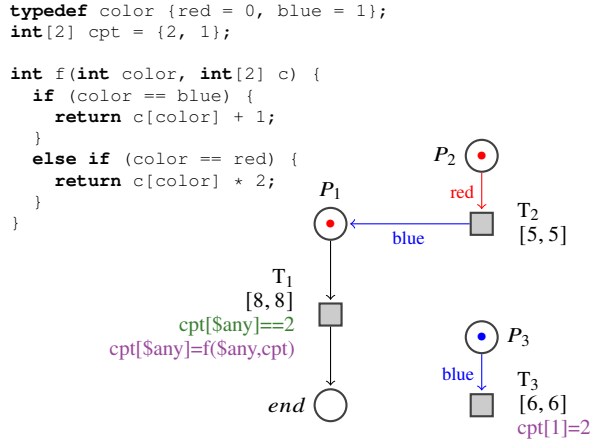 typedef color {red = 0, blue = 1};
int[2] cpt = {2, 1};
int f(int color, int[2] c) {
  if (color == blue) {
    return c[color] + 1;
  }
  else if (color == red) {
    return c[color] * 2;
  }
}
P2
red
T2
[5, 5]
P1
blue
T1
[8, 8]
cpt[$any]==2
cpt[$any]=f($any,cpt)
end
P3
blue
T3
[6, 6]
cpt[1]=2